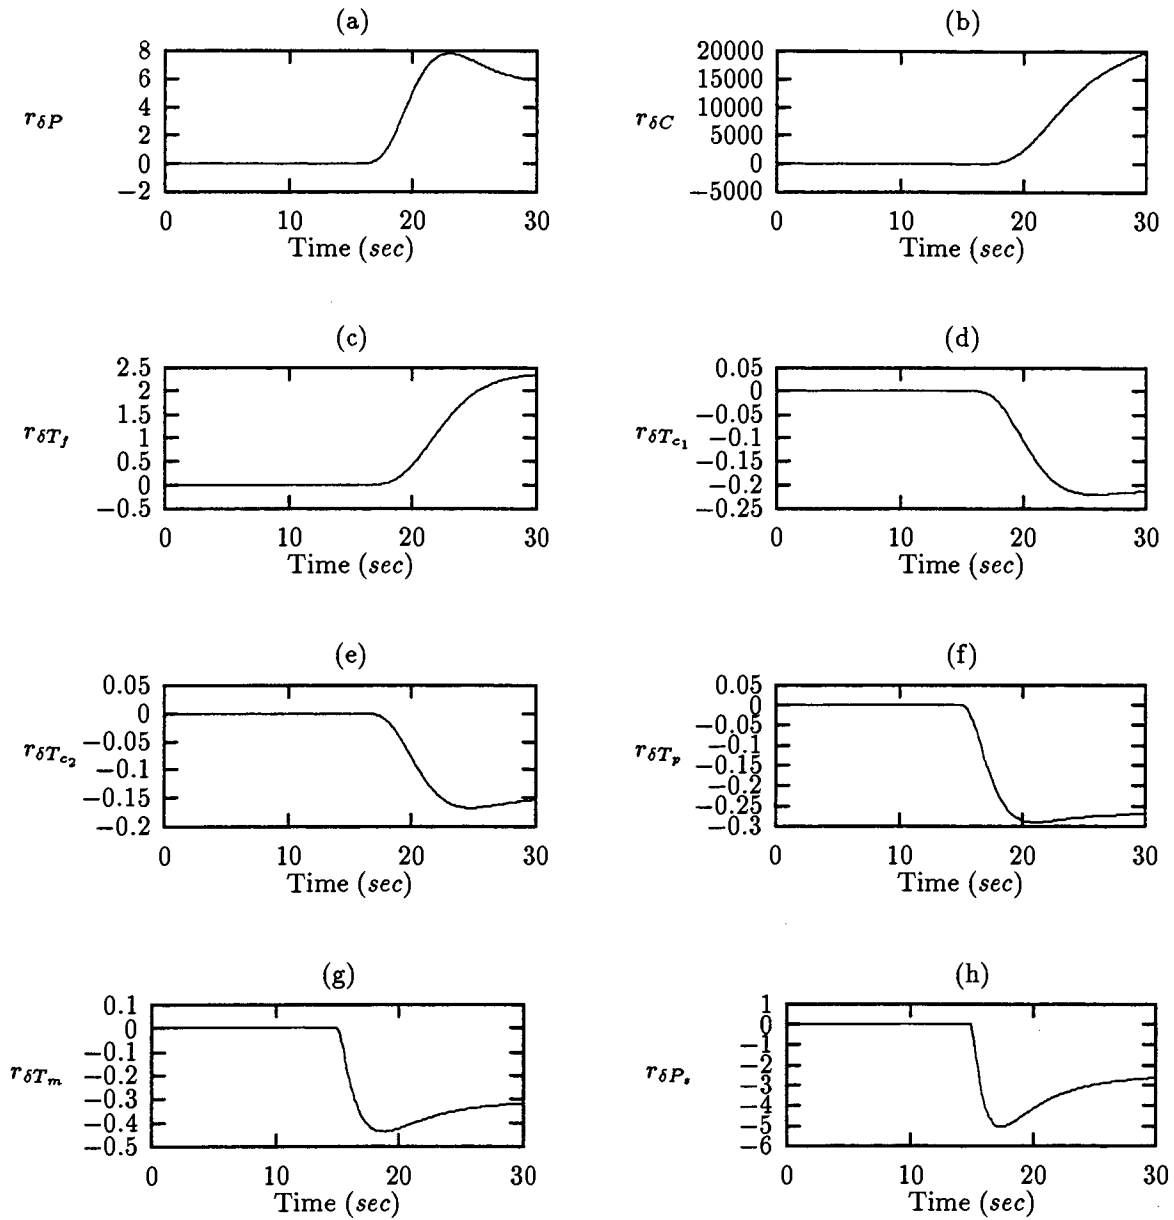 (a)
8
6
4
2
0
−2
r_{δP}
0 10 20 30
Time (sec)
(b)
20000
15000
10000
5000
0
−5000
r_{δC}
0 10 20 30
Time (sec)
(c)
2.5
2
1.5
1
0.5
0
−0.5
r_{δT_f}
0 10 20 30
Time (sec)
(d)
0.05
0
−0.05
−0.1
−0.15
−0.2
−0.25
r_{δT_{c_1}}
0 10 20 30
Time (sec)
(e)
0.05
0
−0.05
−0.1
−0.15
−0.2
r_{δT_{c_2}}
0 10 20 30
Time (sec)
(f)
0.05
0
−0.05
−0.1
−0.15
−0.2
−0.25
−0.3
r_{δT_p}
0 10 20 30
Time (sec)
(g)
0.1
0
−0.1
−0.2
−0.3
−0.4
−0.5
r_{δT_m}
0 10 20 30
Time (sec)
(h)
1
0
−1
−2
−3
−4
−5
−6
r_{δP_s}
0 10 20 30
Time (sec)